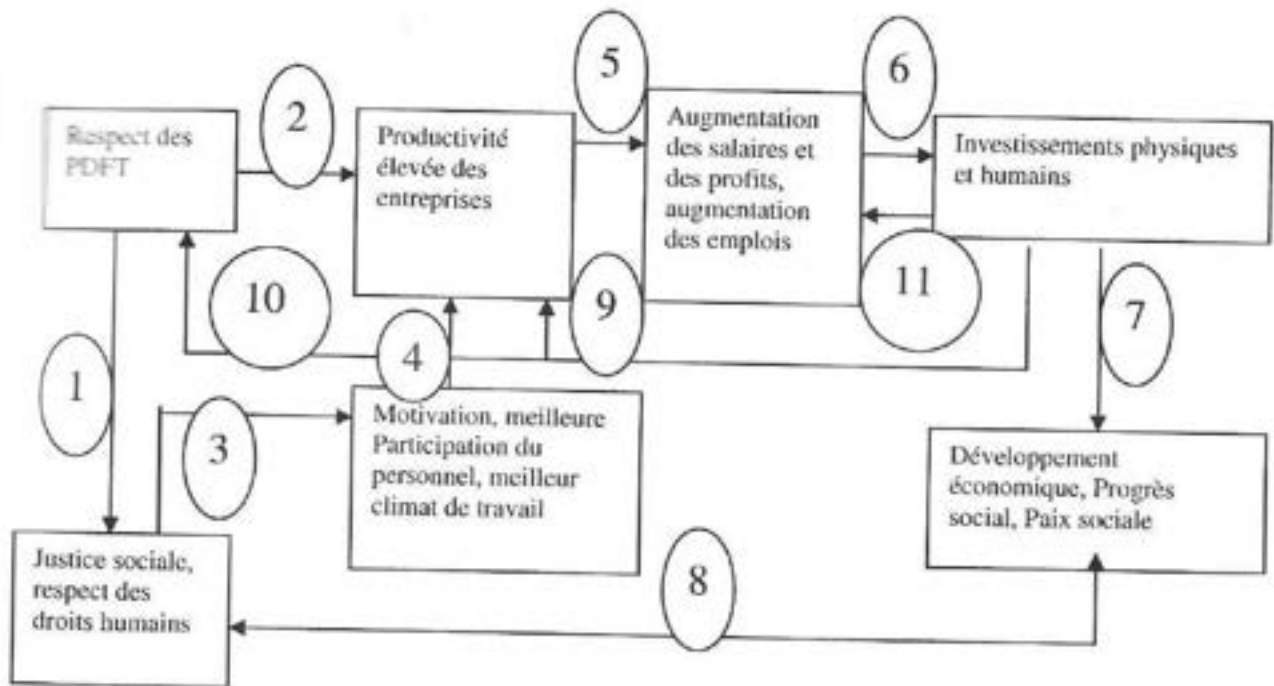 5
6
2
Respect des
PDFT
Productivité
élevée des
entreprises
Augmentation
des salaires et
des profits,
augmentation
des emplois
Investissements physiques
et humains
10
9
11
7
4
1
3
Motivation, meilleure
Participation du
personnel, meilleur
climat de travail
Développement
économique, Progrès
social, Paix sociale
Justice sociale,
respect des
droits humains
8